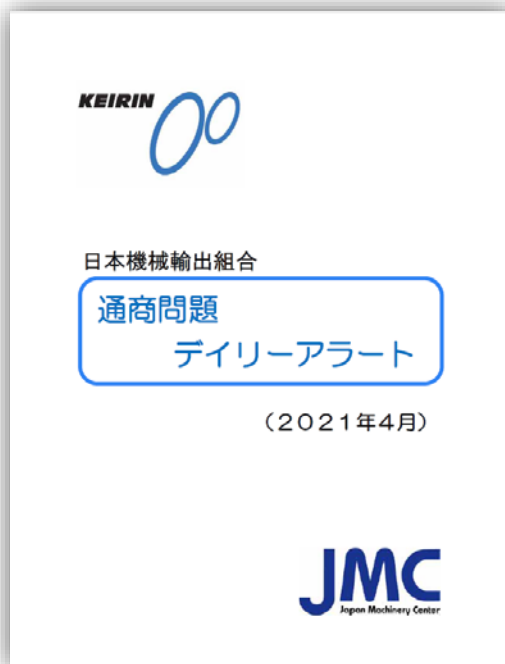 KEIRIN
日本機械輸出組合
通商問題
デイリーアラート
（２０２１年４月）
JMC
Japan Machinery Center